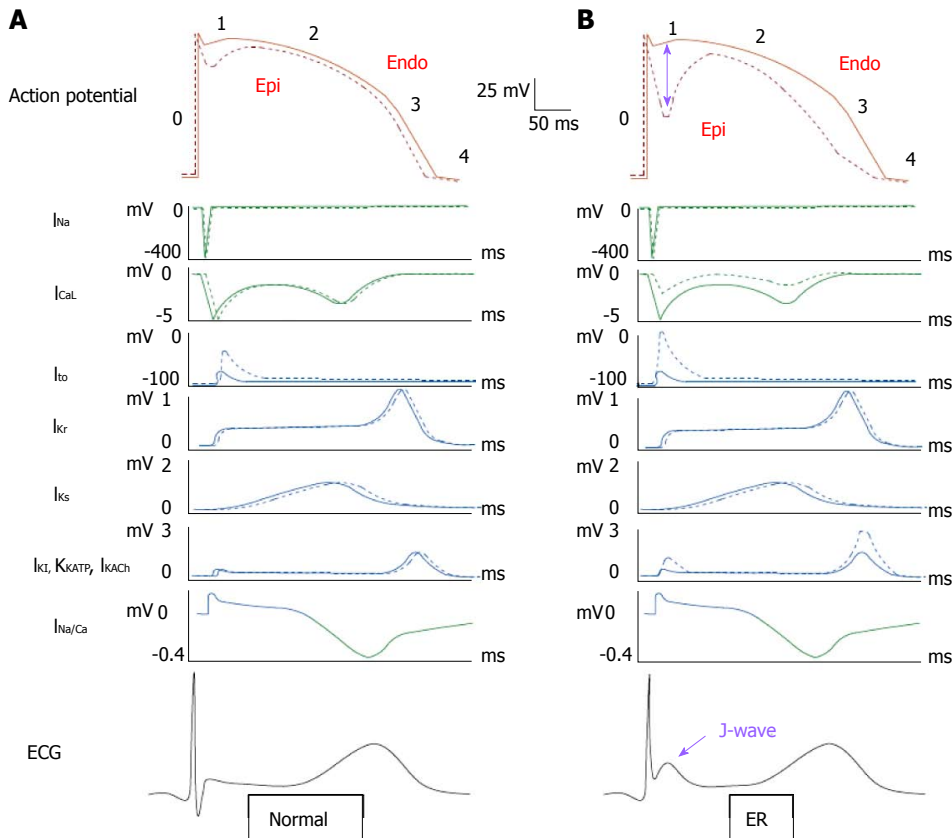 A
B
1
2
3
4
0
Endo
Epi
Action potential
25 mV
50 ms
1
2
3
4
0
Endo
Epi
INa
mV 0
-400
ms
mV 0
-400
ms
ICaL
mV 0
-5
ms
mV 0
-5
ms
Ito
mV 0
-100
ms
mV 0
-100
ms
IKr
mV 1
0
ms
mV 1
0
ms
IKs
mV 2
0
ms
mV 2
0
ms
IKI, KKATP, IKACh
mV 3
0
ms
mV 3
0
ms
INa/Ca
mV 0
-0.4
ms
mV 0
-0.4
ms
ECG
J-wave
Normal
ER